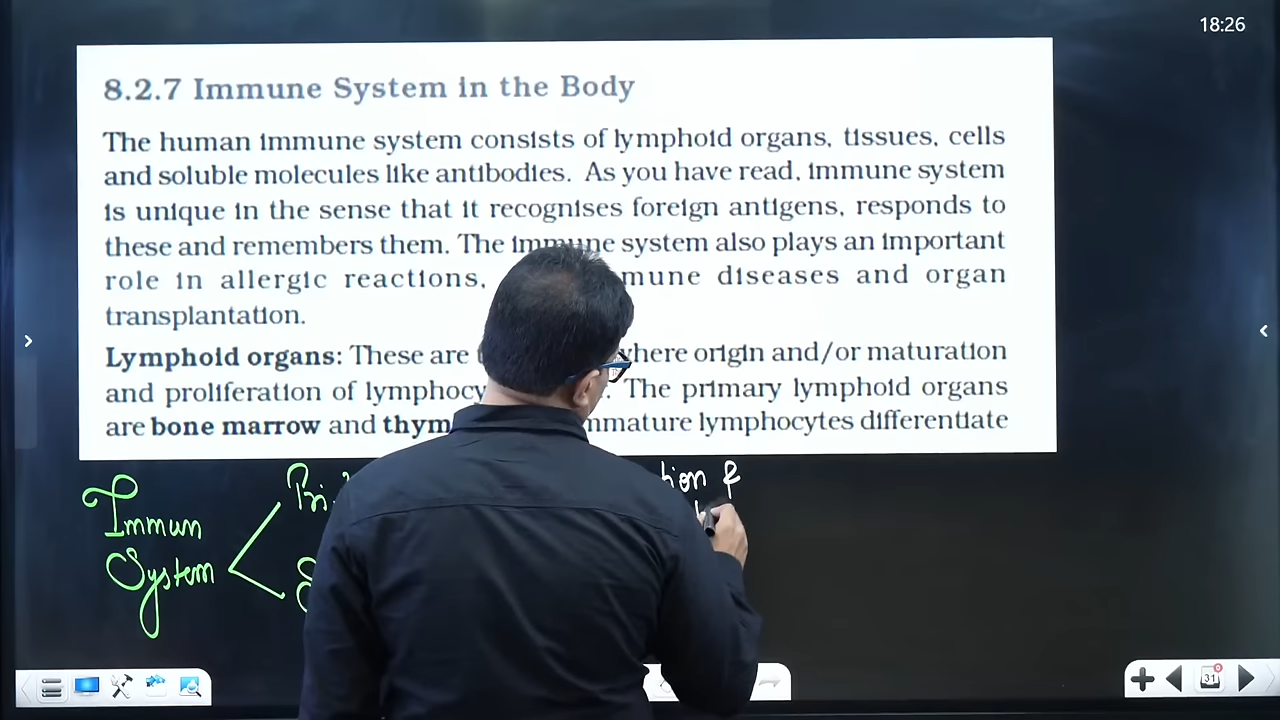 18:26
8.2.7 Immune System in the Body
The human immune system consists of lymphoid organs, tissues, cells
and soluble molecules like antibodies. As you have read, immune system
is unique in the sense that it recognises foreign antigens, responds to
these and remembers them. The immune system also plays an important
role in allergic reactions, mune diseases and organ
transplantation.
Lymphoid organs: These are where origin and/or maturation
and proliferation of lymphocy . The primary lymphoid organs
are bone marrow and thym mmature lymphocytes differentiate
Immun
System
Pri.
tion &
31